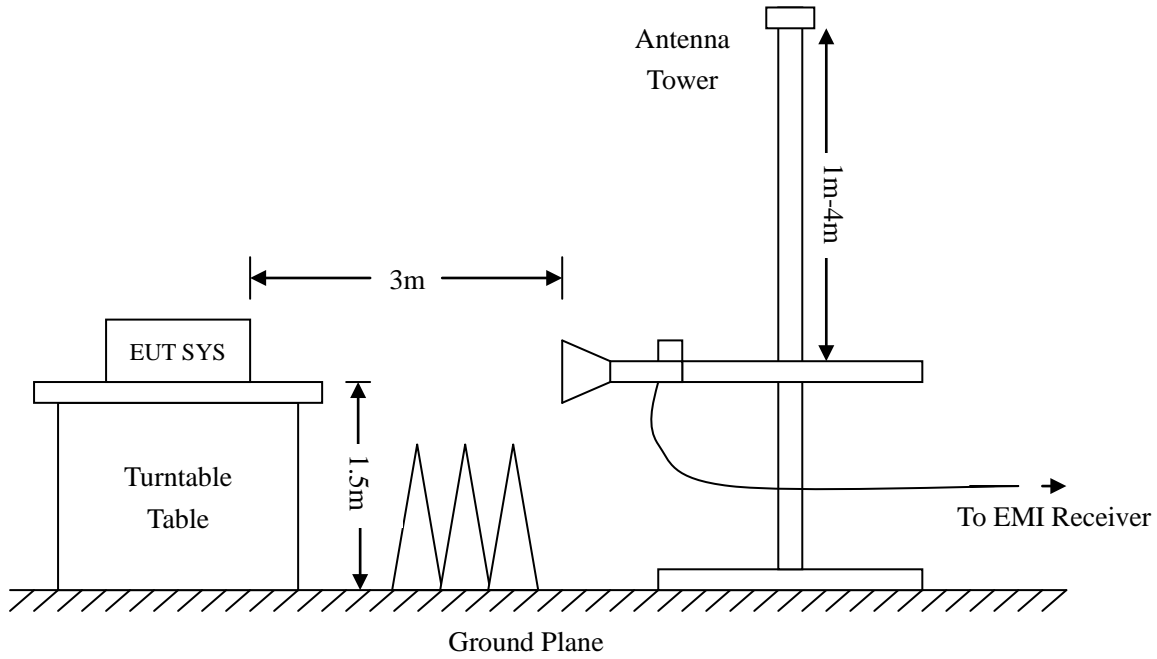 Antenna
Tower
1m-4m
3m
EUT SYS
1.5m
Turntable
Table
To EMI Receiver
Ground Plane